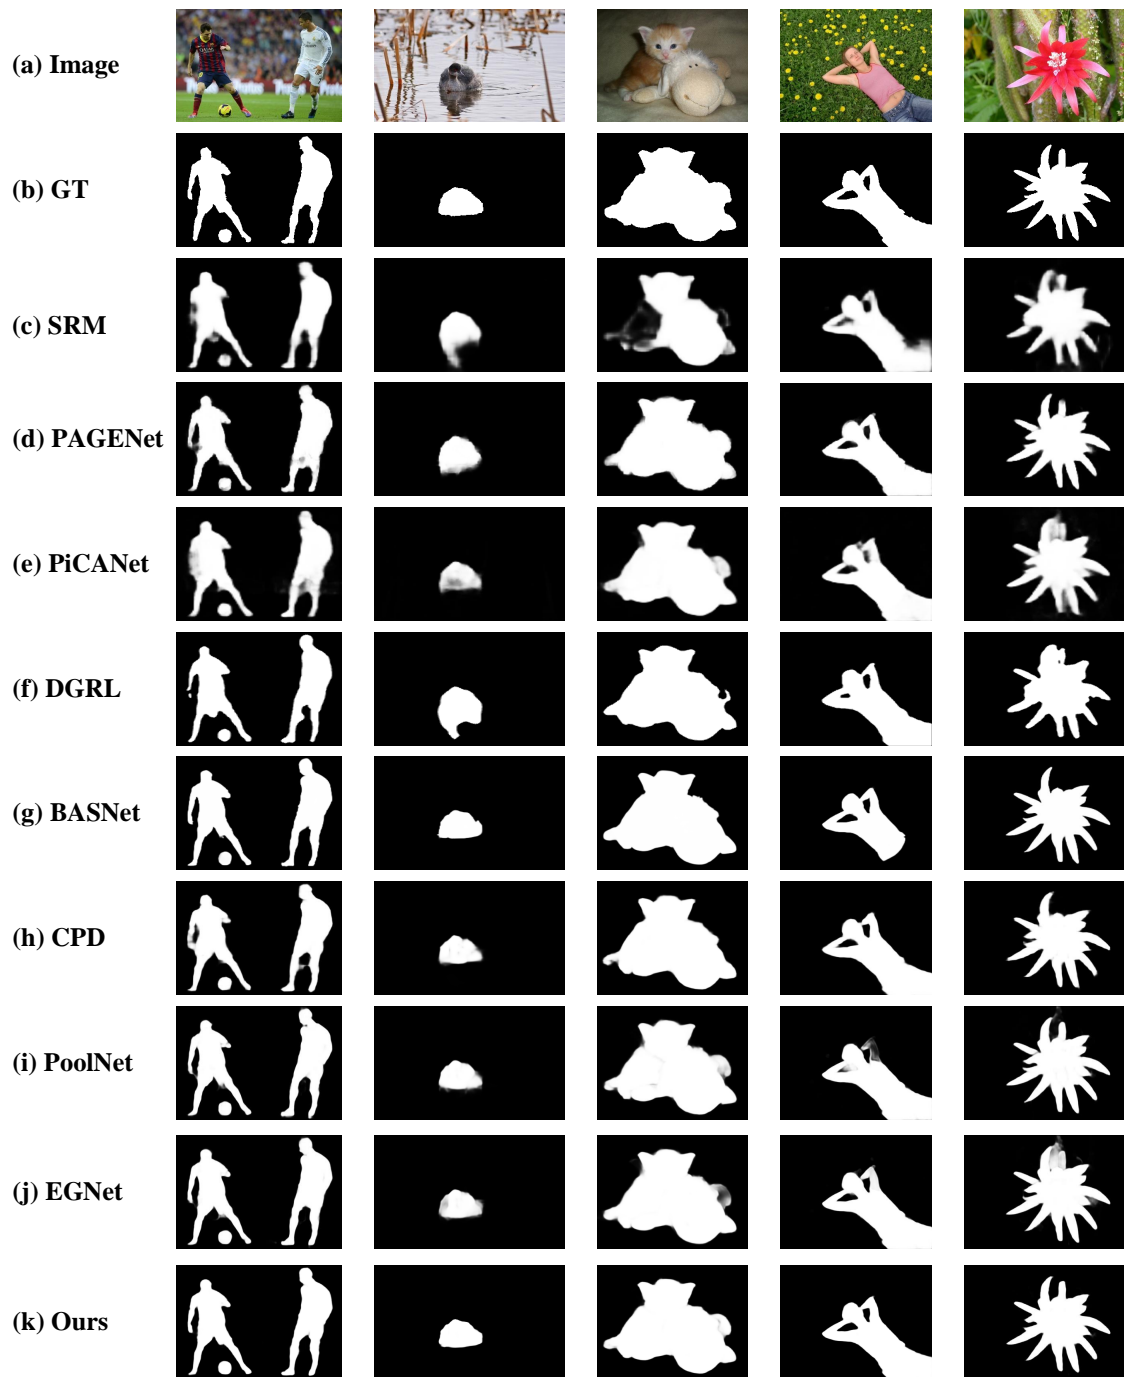 (a) Image
(b) GT
(c) SRM
(d) PAGENet
(e) PiCANet
(f) DGRL
(g) BASNet
(h) CPD
(i) PoolNet
(j) EGNet
(k) Ours